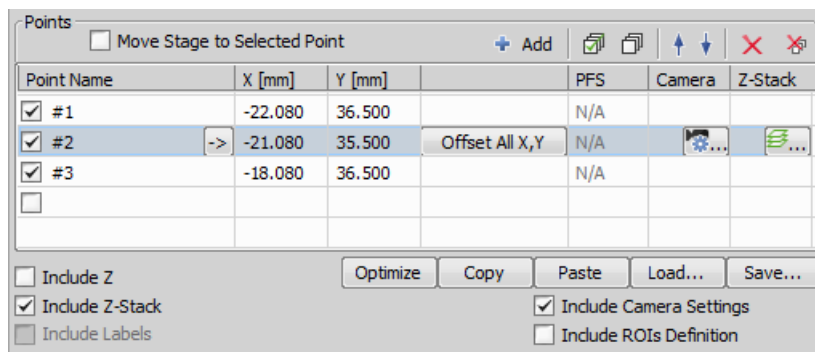 Points
Move Stage to Selected Point Add
Point Name X [mm] Y [mm] PFS Camera Z-Stack
#1 -22.080 36.500 N/A
#2 -> -21.080 35.500 Offset All X,Y N/A ... ...
#3 -18.080 36.500 N/A
Include Z Optimize Copy Paste Load... Save...
Include Z-Stack Include Camera Settings
Include Labels Include ROIs Definition